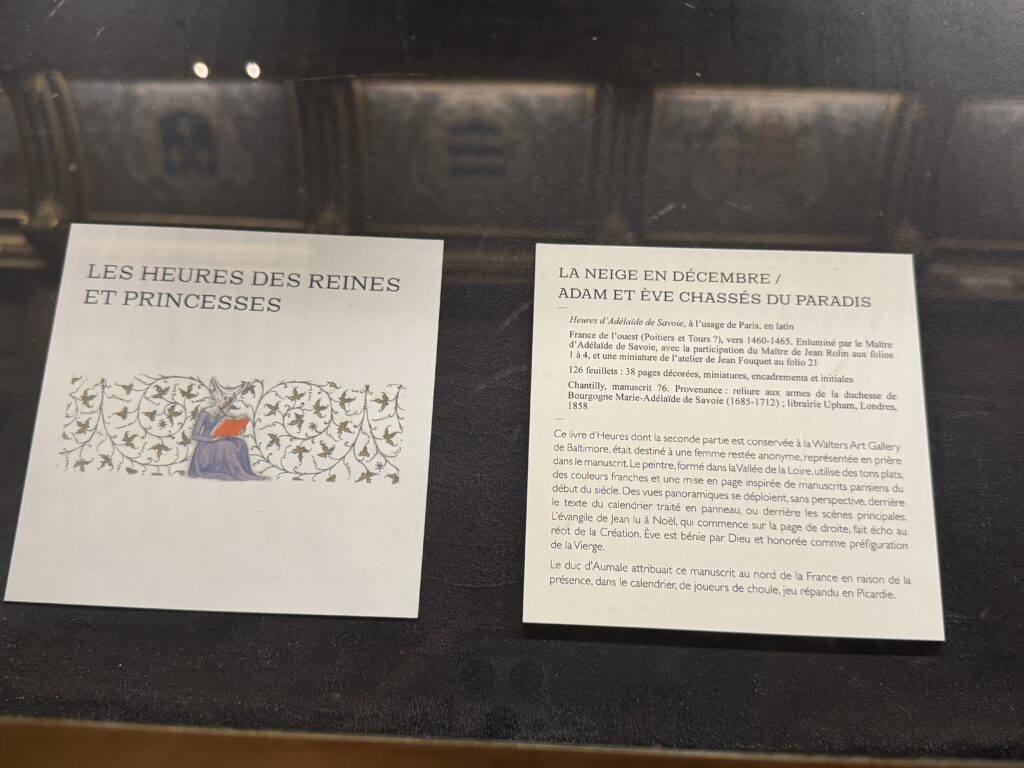 LES HEURES DES REINES
ET PRINCESSES
LA NEIGE EN DÉCEMBRE /
ADAM ET ÈVE CHASSÉS DU PARADIS
Heures d'Adélaïde de Savoie, à l'usage de Paris, en latin
France de l'ouest (Poitiers et Tours ?), vers 1460-1465. Enluminé par le Maître
d'Adélaïde de Savoie, avec la participation du Maître de Jean Rolin aux folios
1 à 4, et une miniature de l'atelier de Jean Fouquet au folio 21
126 feuillets : 38 pages décorées, miniatures, encadrements et initiales
Chantilly, manuscrit 76. Provenance : reliure aux armes de la duchesse de
Bourgogne Marie-Adélaïde de Savoie (1685-1712) ; librairie Upham, Londres,
1858
Ce livre d'Heures dont la seconde partie est conservée à la Walters Art Gallery
de Baltimore, était destiné à une femme restée anonyme, représentée en prière
dans le manuscrit. Le peintre, formé dans la Vallée de la Loire, utilise des tons plats,
des couleurs franches et une mise en page inspirée de manuscrits parisiens du
début du siècle. Des vues panoramiques se déploient, sans perspective, derrière
le texte du calendrier traité en panneau, ou derrière les scènes principales.
L'évangile de Jean lu à Noël, qui commence sur la page de droite, fait écho au
récit de la Création. Ève est bénie par Dieu et honorée comme préfiguration
de la Vierge.
Le duc d'Aumale attribuait ce manuscrit au nord de la France en raison de la
présence, dans le calendrier, de joueurs de choule, jeu répandu en Picardie.